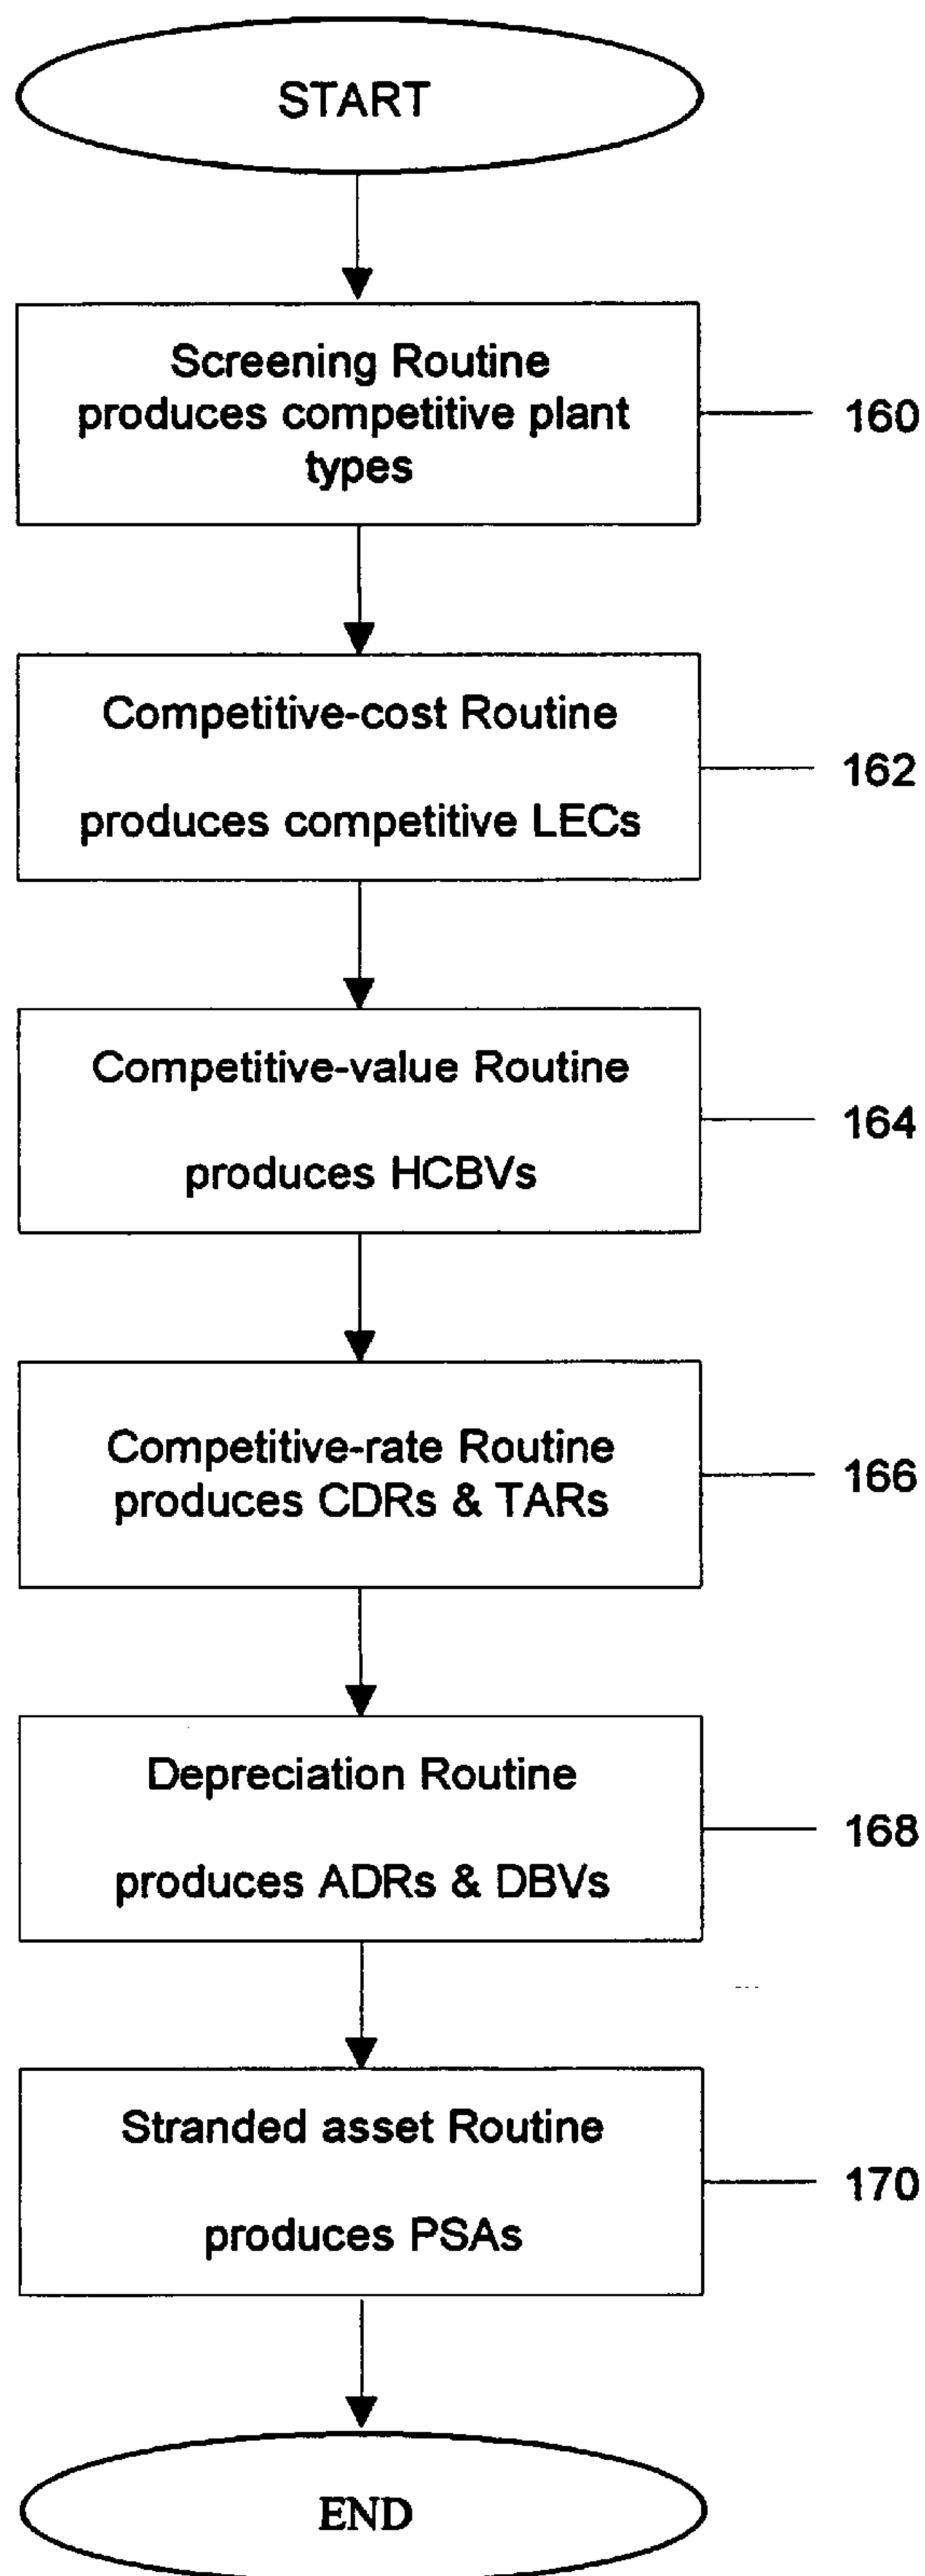 START
Screening Routine
produces competitive plant
types
160
Competitive-cost Routine
produces competitive LECs
162
Competitive-value Routine
produces HCBVs
164
Competitive-rate Routine
produces CDRs & TARs
166
Depreciation Routine
produces ADRs & DBVs
168
Stranded asset Routine
produces PSAs
170
END